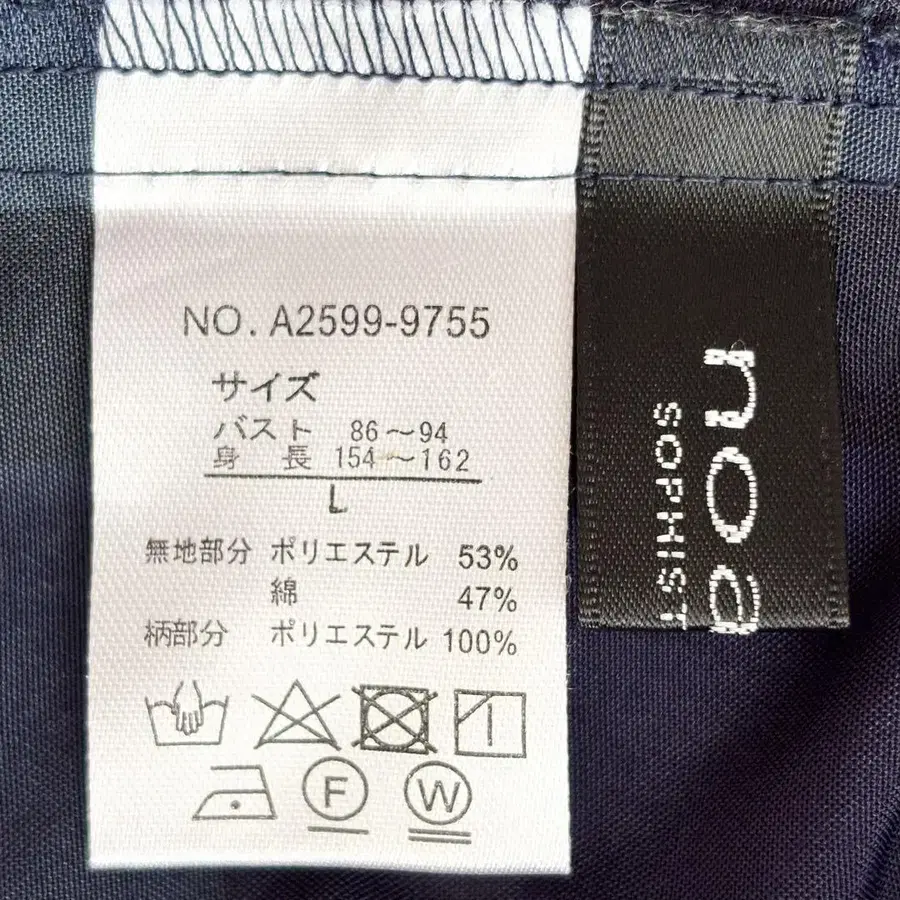 NO. A2599-9755
サイズ
バスト 86～94
身 長 154～162
L
無地部分 ポリエステル 53%
綿 47%
柄部分 ポリエステル 100%
F
W
SOPHIST